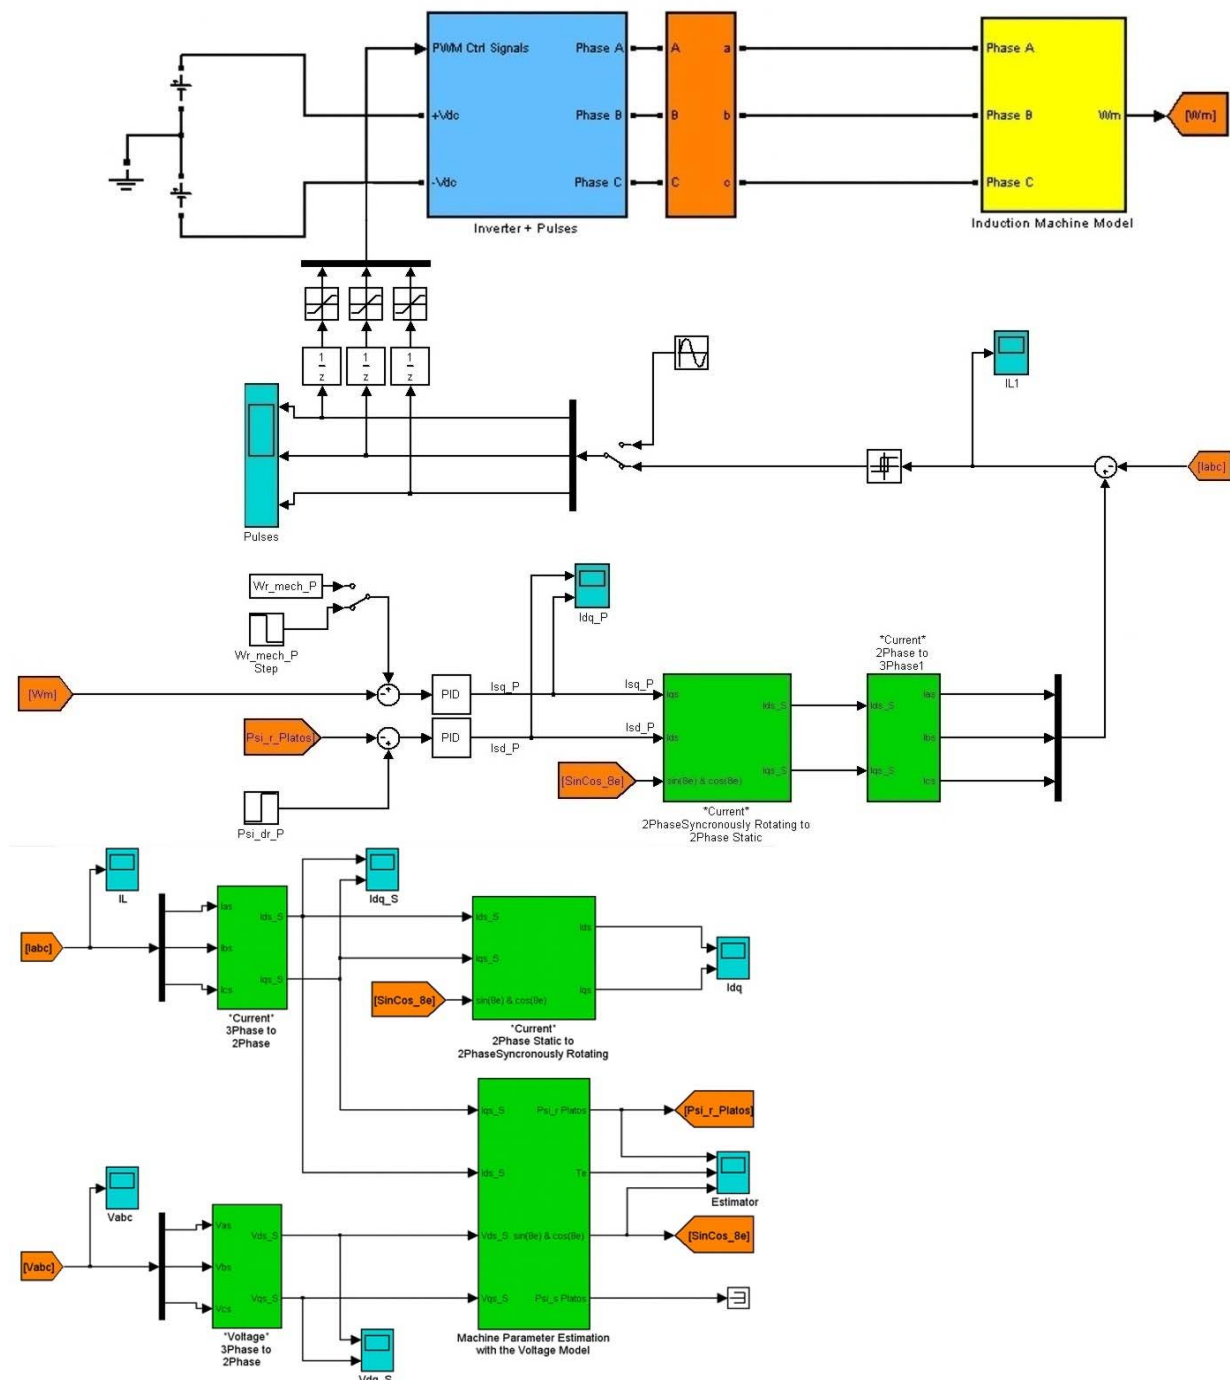 PWM Ctrl Signals
+Vdc
-Vdc
Phase A
Phase B
Phase C
Inverter + Pulses
A
B
C
a
b
c
Phase A
Phase B
Phase C
Wm
Induction Machine Model
[Wm]
1
z
1
z
1
z
Pulses
IL1
[Iabc]
+
-
Wr_mech_P
Wr_mech_P
Step
Idq_P
[Wm]
PID
Isq_P
[Psi_r_Platos]
PID
Isd_P
Psi_dr_P
Isq_P
Isd_P
[SinCos_8e]
Iqs
Ids
sin(8e) & cos(8e)
Ids_S
Iqs_S
*Current*
2PhaseSyncronously Rotating to
2Phase Static
*Current*
2Phase to
3Phase1
Ids_S
Iqs_S
Ias
Ibs
Ics
IL
[Iabc]
Ias
Ibs
Ics
Ids_S
Iqs_S
*Current*
3Phase to
2Phase
Idq_S
[SinCos_8e]
Ids_S
Iqs_S
sin(8e) & cos(8e)
Ids
Iqs
*Current*
2Phase Static to
2PhaseSyncronously Rotating
Idq
Vabc
[Vabc]
Vas
Vbs
Vcs
Vds_S
Vqs_S
*Voltage*
3Phase to
2Phase
Vdq_S
Iqs_S
Ids_S
Vds_S
Vqs_S
Psi_r Platos
Te
sin(8e) & cos(8e)
Psi_s Platos
Machine Parameter Estimation
with the Voltage Model
[Psi_r_Platos]
Estimator
[SinCos_8e]